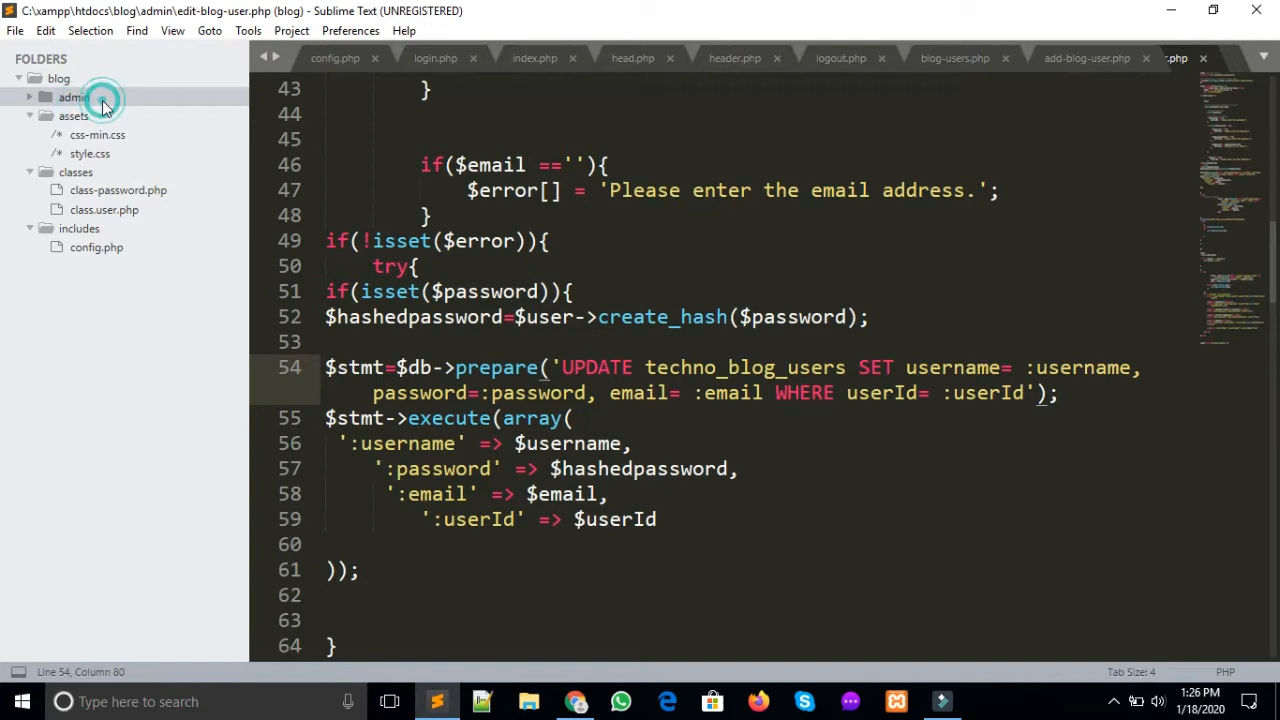 C:\xampp\htdocs\blog\admin\edit-blog-user.php (blog) - Sublime Text (UNREGISTERED)
File Edit Selection Find View Goto Tools Project Preferences Help
FOLDERS
blog
admin
assets
/* css-min.css
/* style.css
classes
class-password.php
class.user.php
includes
config.php
config.php × login.php × index.php × head.php × header.php × logout.php × blog-users.php × add-blog-user.php × .php ×
43 }
44
45
46 if($email ==''){
47 $error[] = 'Please enter the email address.';
48 }
49 if(!isset($error)){
50 try{
51 if(isset($password)){
52 $hashedpassword=$user->create_hash($password);
53
54 $stmt=$db->prepare('UPDATE techno_blog_users SET username= :username,
password=:password, email= :email WHERE userId= :userId');
55 $stmt->execute(array(
56 ':username' => $username,
57 ':password' => $hashedpassword,
58 ':email' => $email,
59 ':userId' => $userId
60
61 ));
62
63
64 }
Line 54, Column 80 Tab Size: 4 PHP
Type here to search
1:26 PM
1/18/2020